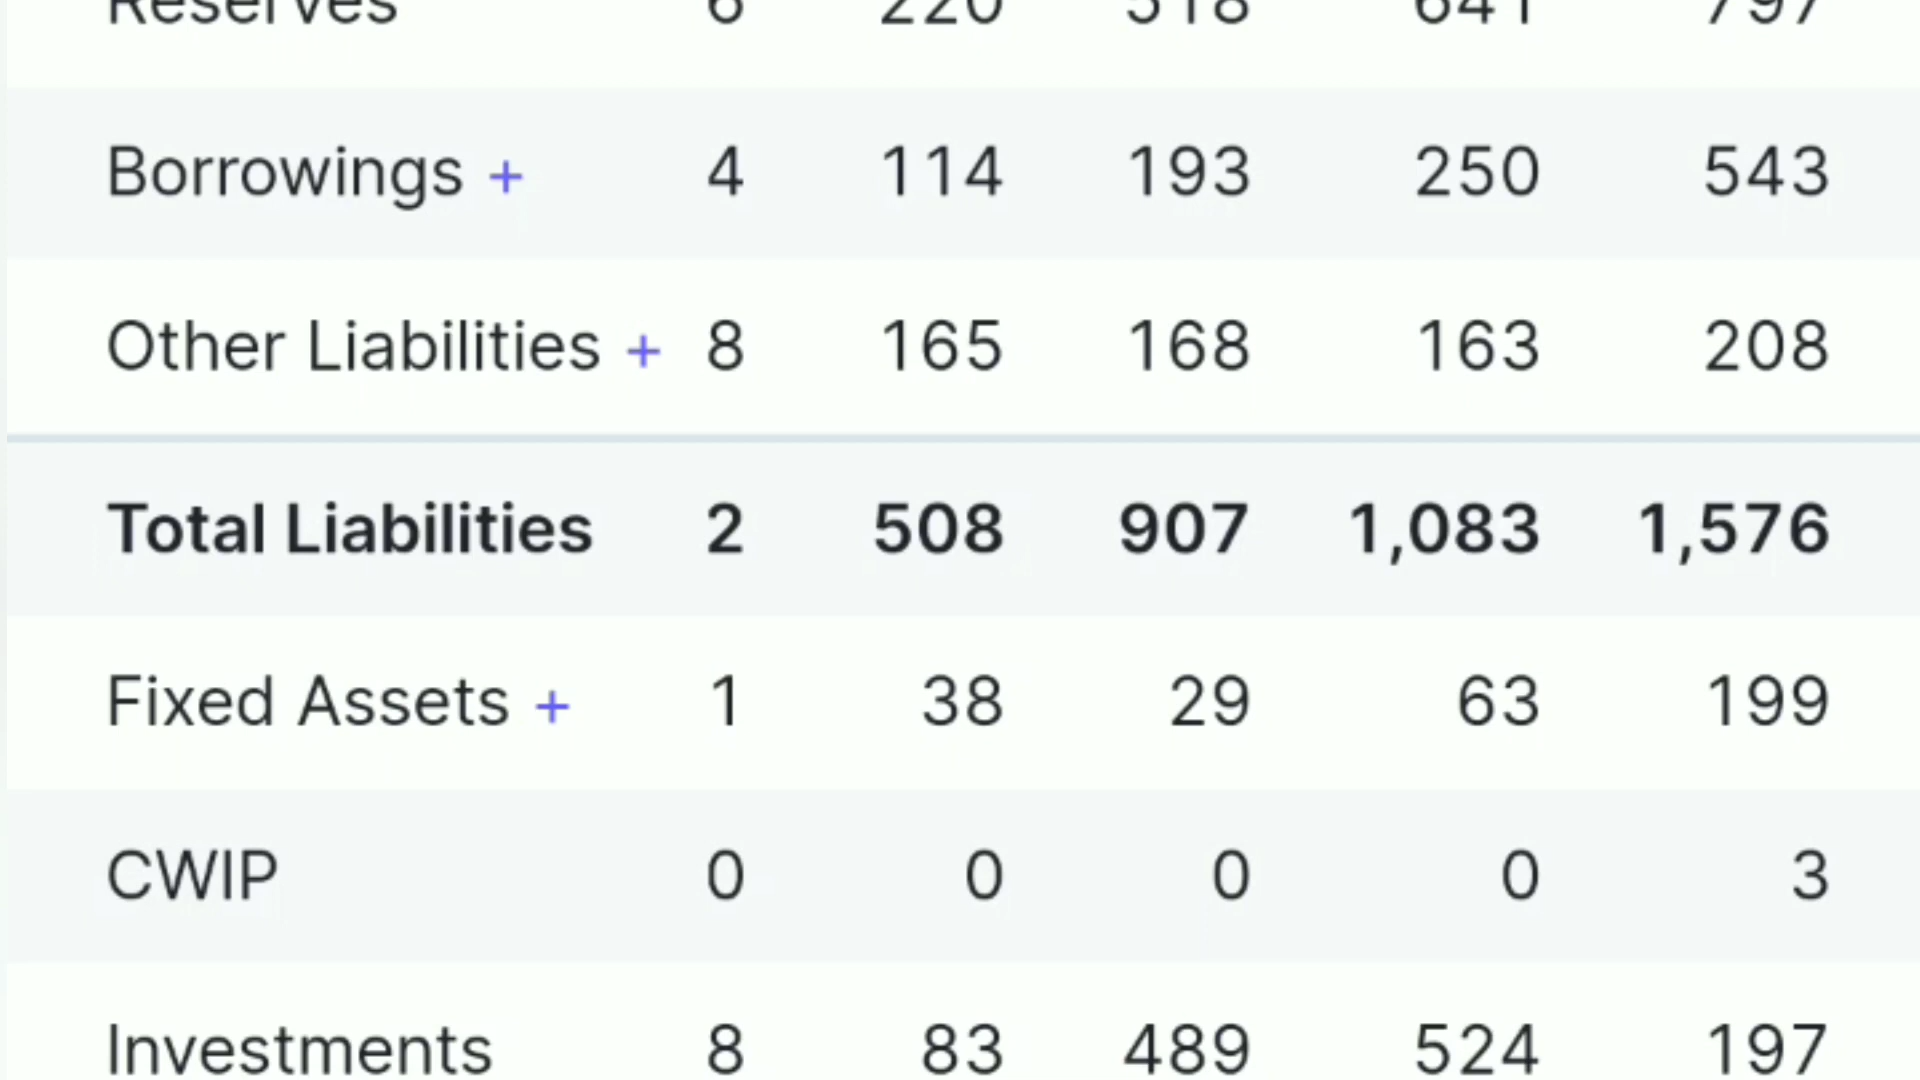 Reserves 6 220 518 641 797
Borrowings + 4 114 193 250 543
Other Liabilities + 8 165 168 163 208
Total Liabilities 2 508 907 1,083 1,576
Fixed Assets + 1 38 29 63 199
CWIP 0 0 0 0 3
Investments 8 83 489 524 197